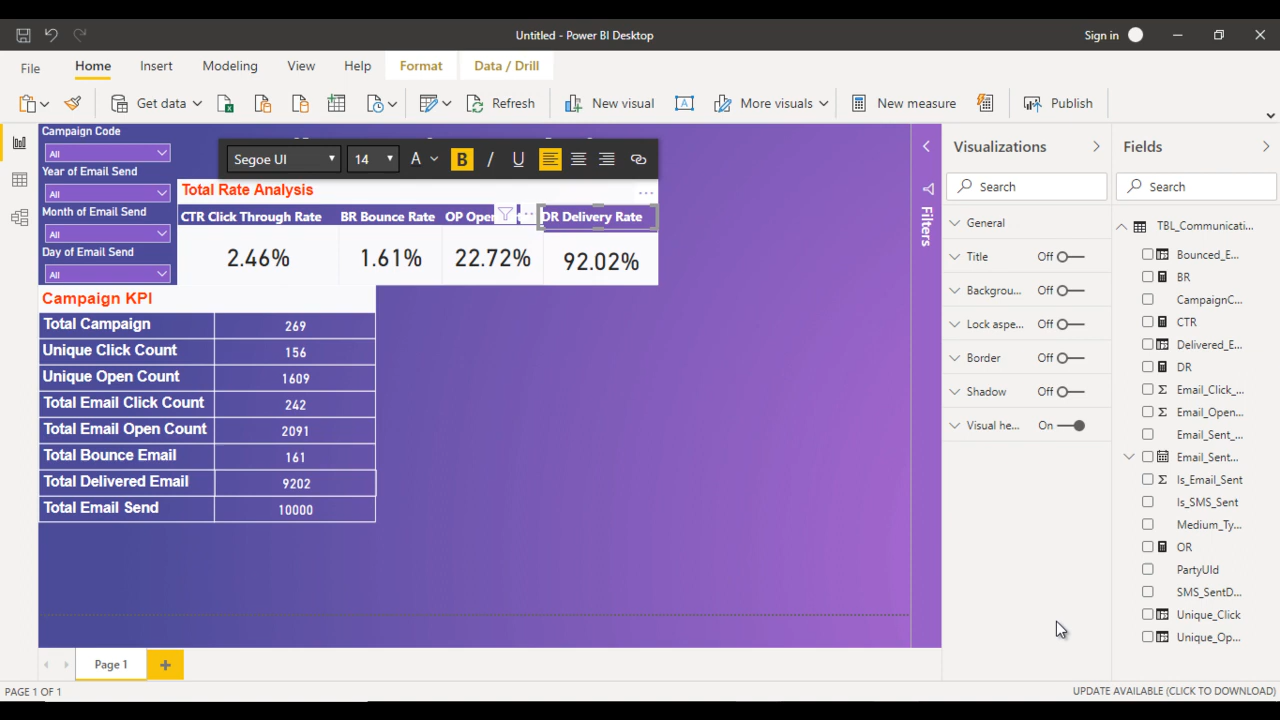 Untitled - Power BI Desktop
Sign in
File
Home
Insert
Modeling
View
Help
Format
Data / Drill
Get data
Refresh
New visual
More visuals
New measure
Publish
Campaign Code
All
Year of Email Send
All
Month of Email Send
All
Day of Email Send
All
Segoe UI
14
A
B
/
U
Total Rate Analysis
CTR Click Through Rate
BR Bounce Rate
OP Ope
DR Delivery Rate
2.46%
1.61%
22.72%
92.02%
Campaign KPI
Total Campaign 269
Unique Click Count 156
Unique Open Count 1609
Total Email Click Count 242
Total Email Open Count 2091
Total Bounce Email 161
Total Delivered Email 9202
Total Email Send 10000
Filters
Visualizations
Search
General
Title Off
Backgrou... Off
Lock aspe... Off
Border Off
Shadow Off
Visual he... On
Fields
Search
TBL_Communicati...
Bounced_E...
BR
CampaignC...
CTR
Delivered_E...
DR
Email_Click_...
Email_Open...
Email_Sent_...
Email_Sent...
Is_Email_Sent
Is_SMS_Sent
Medium_Ty...
OR
PartyUId
SMS_SentD...
Unique_Click
Unique_Op...
Page 1
PAGE 1 OF 1
UPDATE AVAILABLE (CLICK TO DOWNLOAD)